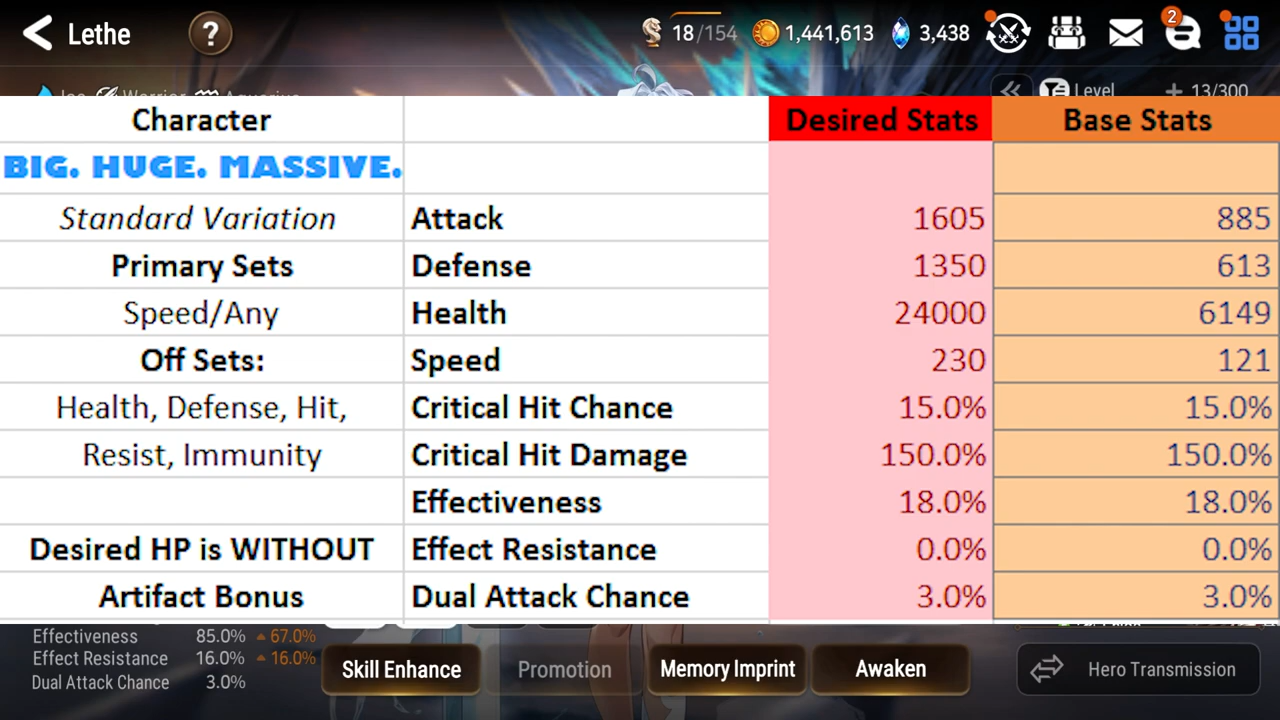 Lethe ? 18/154 1,441,613 3,438 2
Level + 13/300
Character Desired Stats Base Stats
BIG. HUGE. MASSIVE.
Standard Variation Attack 1605 885
Primary Sets Defense 1350 613
Speed/Any Health 24000 6149
Off Sets: Speed 230 121
Health, Defense, Hit, Critical Hit Chance 15.0% 15.0%
Resist, Immunity Critical Hit Damage 150.0% 150.0%
Effectiveness 18.0% 18.0%
Desired HP is WITHOUT Effect Resistance 0.0% 0.0%
Artifact Bonus Dual Attack Chance 3.0% 3.0%
Effectiveness 85.0% 67.0%
Effect Resistance 16.0% 16.0%
Dual Attack Chance 3.0%
Skill Enhance Promotion Memory Imprint Awaken Hero Transmission